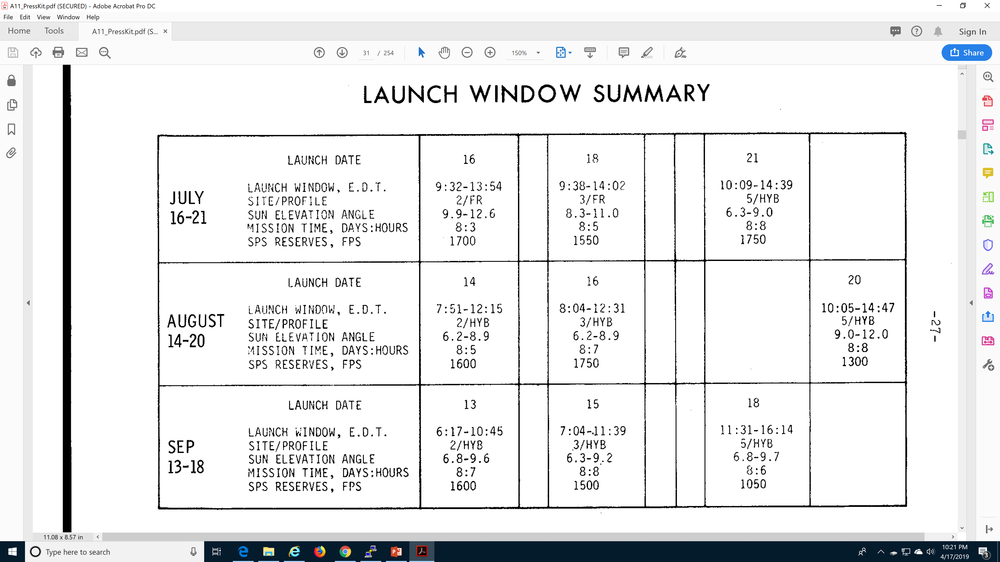 A11_PressKit.pdf (SECURED) - Adobe Acrobat Pro DC
File Edit View Window Help
Home Tools A11_PressKit.pdf (S... × Sign In
31 / 254 150% Share
LAUNCH WINDOW SUMMARY
LAUNCH DATE 16 18 21
JULY
16-21
LAUNCH WINDOW, E.D.T. 9:32-13:54 9:38-14:02 10:09-14:39
SITE/PROFILE 2/FR 3/FR 5/HYB
SUN ELEVATION ANGLE 9.9-12.6 8.3-11.0 6.3-9.0
MISSION TIME, DAYS:HOURS 8:3 8:5 8:8
SPS RESERVES, FPS 1700 1550 1750
LAUNCH DATE 14 16 20
AUGUST
14-20
LAUNCH WINDOW, E.D.T. 7:51-12:15 8:04-12:31 10:05-14:47
SITE/PROFILE 2/HYB 3/HYB 5/HYB
SUN ELEVATION ANGLE 6.2-8.9 6.2-8.9 9.0-12.0
MISSION TIME, DAYS:HOURS 8:5 8:7 8:8
SPS RESERVES, FPS 1600 1750 1300
-27-
LAUNCH DATE 13 15 18
SEP
13-18
LAUNCH WINDOW, E.D.T. 6:17-10:45 7:04-11:39 11:31-16:14
SITE/PROFILE 2/HYB 3/HYB 5/HYB
SUN ELEVATION ANGLE 6.8-9.6 6.3-9.2 6.8-9.7
MISSION TIME, DAYS:HOURS 8:7 8:8 8:6
SPS RESERVES, FPS 1600 1500 1050
11.08 x 8.57 in
Type here to search
10:21 PM
4/17/2019
3